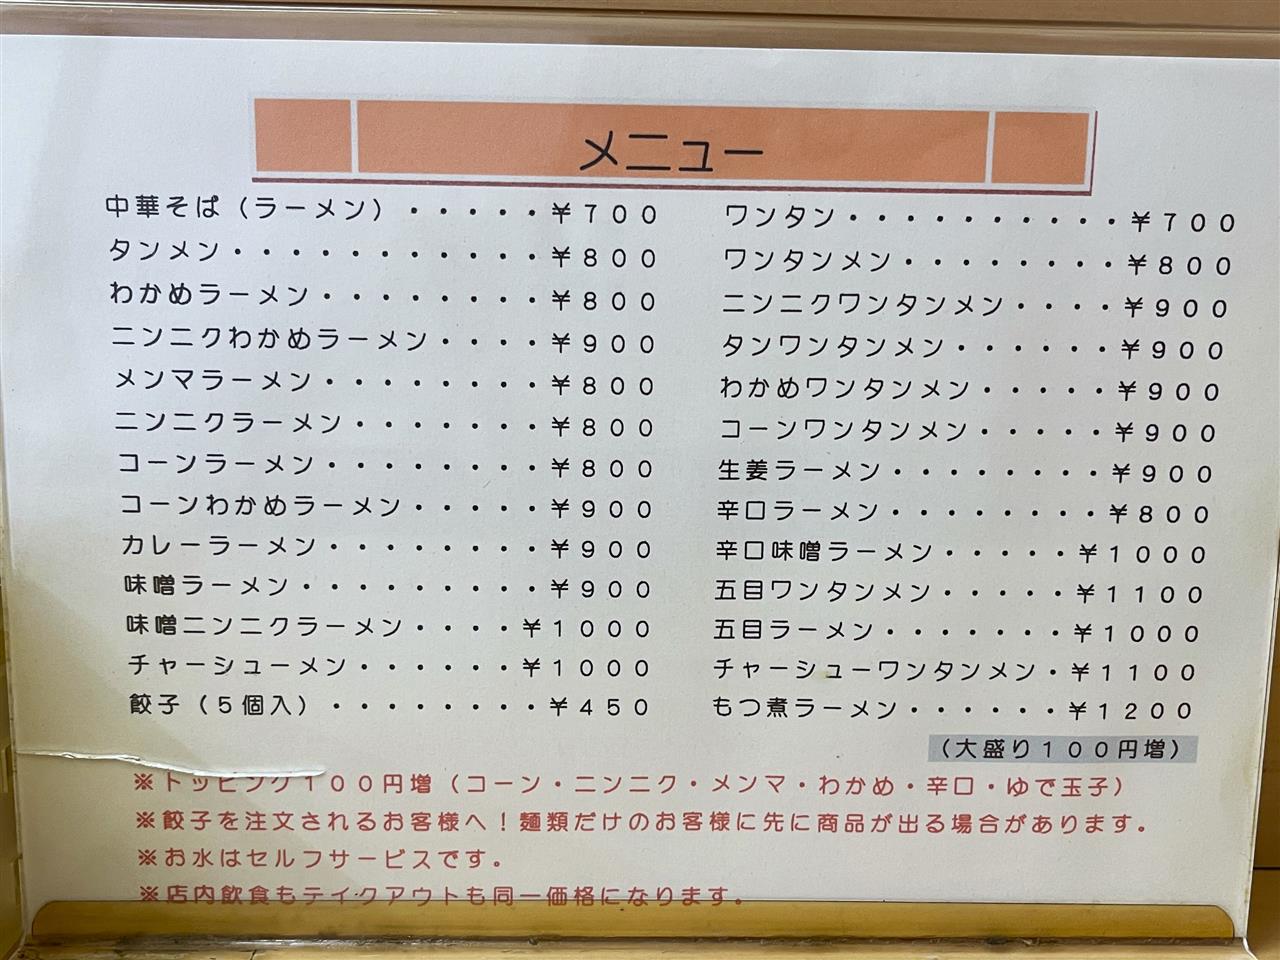 メニュー
中華そば（ラーメン）・・・・・￥７００
タンメン・・・・・・・・・・・￥８００
わかめラーメン・・・・・・・・￥８００
ニンニクわかめラーメン・・・・￥９００
メンマラーメン・・・・・・・・￥８００
ニンニクラーメン・・・・・・・￥８００
コーンラーメン・・・・・・・・￥８００
コーンわかめラーメン・・・・・￥９００
カレーラーメン・・・・・・・・￥９００
味噌ラーメン・・・・・・・・・￥９００
味噌ニンニクラーメン・・・・￥１０００
チャーシューメン・・・・・・￥１０００
餃子（５個入）・・・・・・・・￥４５０
ワンタン・・・・・・・・・・￥７００
ワンタンメン・・・・・・・・￥８００
ニンニクワンタンメン・・・・￥９００
タンワンタンメン・・・・・・￥９００
わかめワンタンメン・・・・・￥９００
コーンワンタンメン・・・・・￥９００
生姜ラーメン・・・・・・・・￥９００
辛口ラーメン・・・・・・・・￥８００
辛口味噌ラーメン・・・・・￥１０００
五目ワンタンメン・・・・・￥１１００
五目ラーメン・・・・・・・￥１０００
チャーシューワンタンメン・￥１１００
もつ煮ラーメン・・・・・・￥１２００
（大盛り１００円増）
※トッピング１００円増（コーン・ニンニク・メンマ・わかめ・辛口・ゆで玉子）
※餃子を注文されるお客様へ！麺類だけのお客様に先に商品が出る場合があります。
※お水はセルフサービスです。
※店内飲食もテイクアウトも同一価格になります。